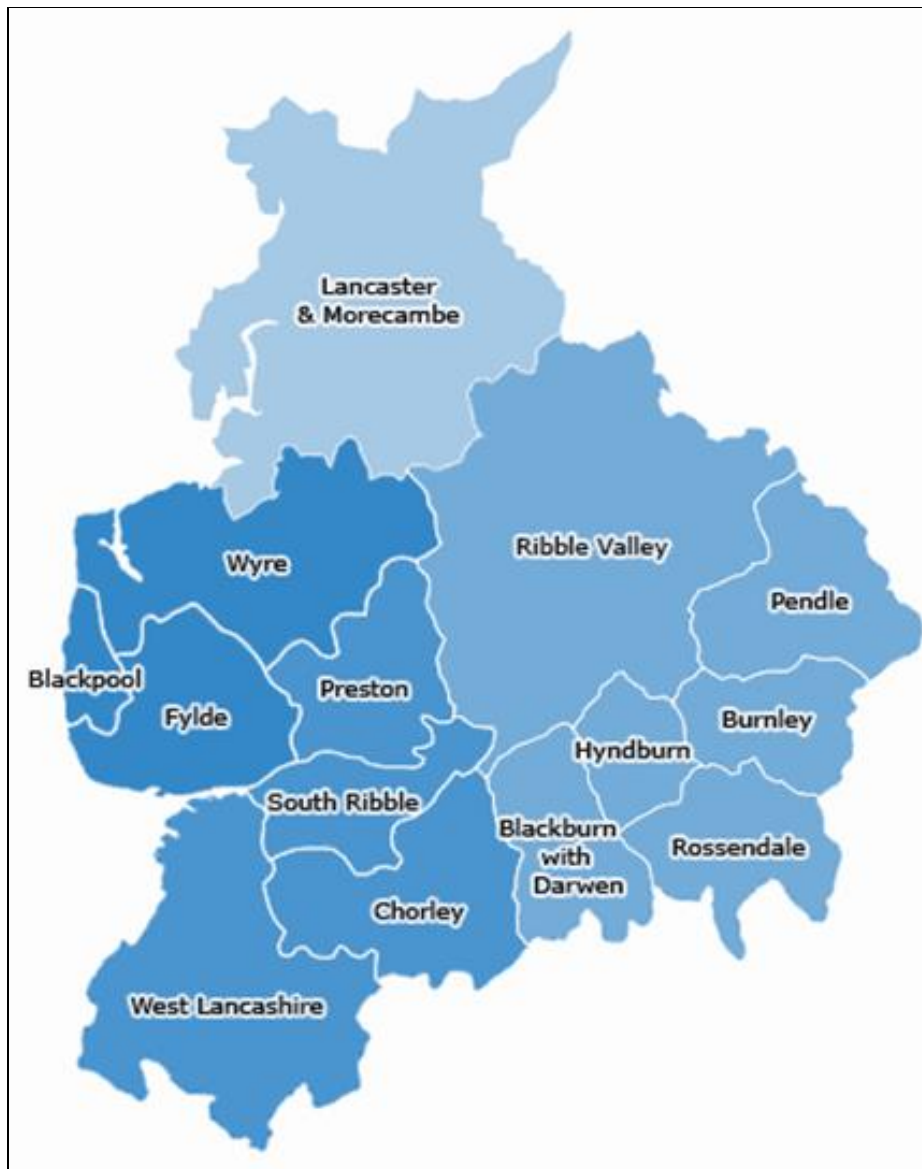 Lancaster
& Morecambe
Ribble Valley
Wyre
Pendle
Blackpool
Preston
Fylde
Burnley
Hyndburn
South Ribble
Blackburn
with
Darwen
Rossendale
Chorley
West Lancashire